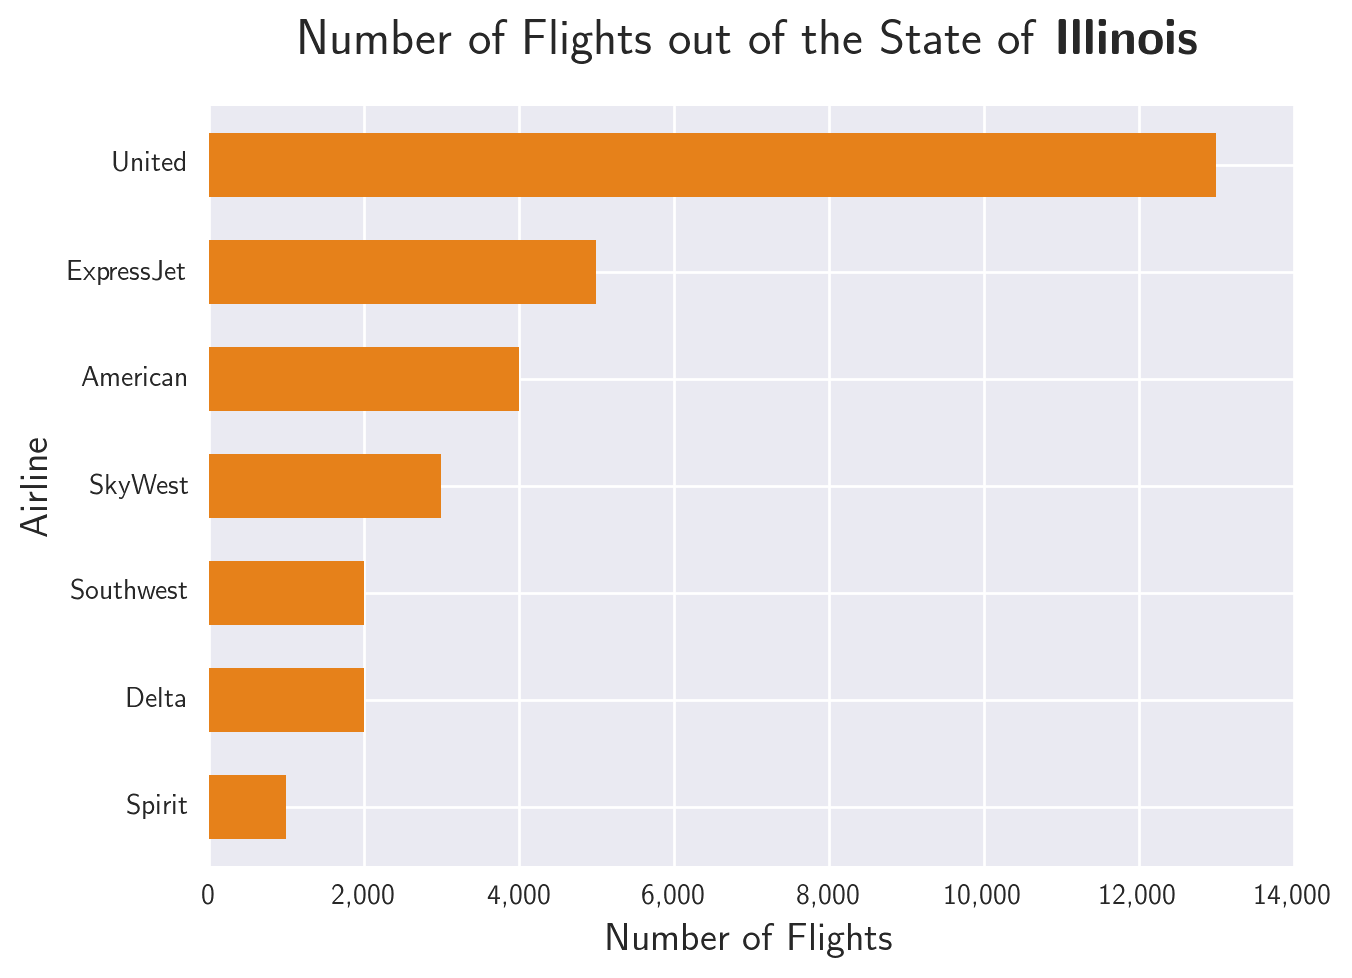 Number of Flights out of the State of Illinois
United
ExpressJet
American
SkyWest
Southwest
Delta
Spirit
Airline
0 2,000 4,000 6,000 8,000 10,000 12,000 14,000
Number of Flights